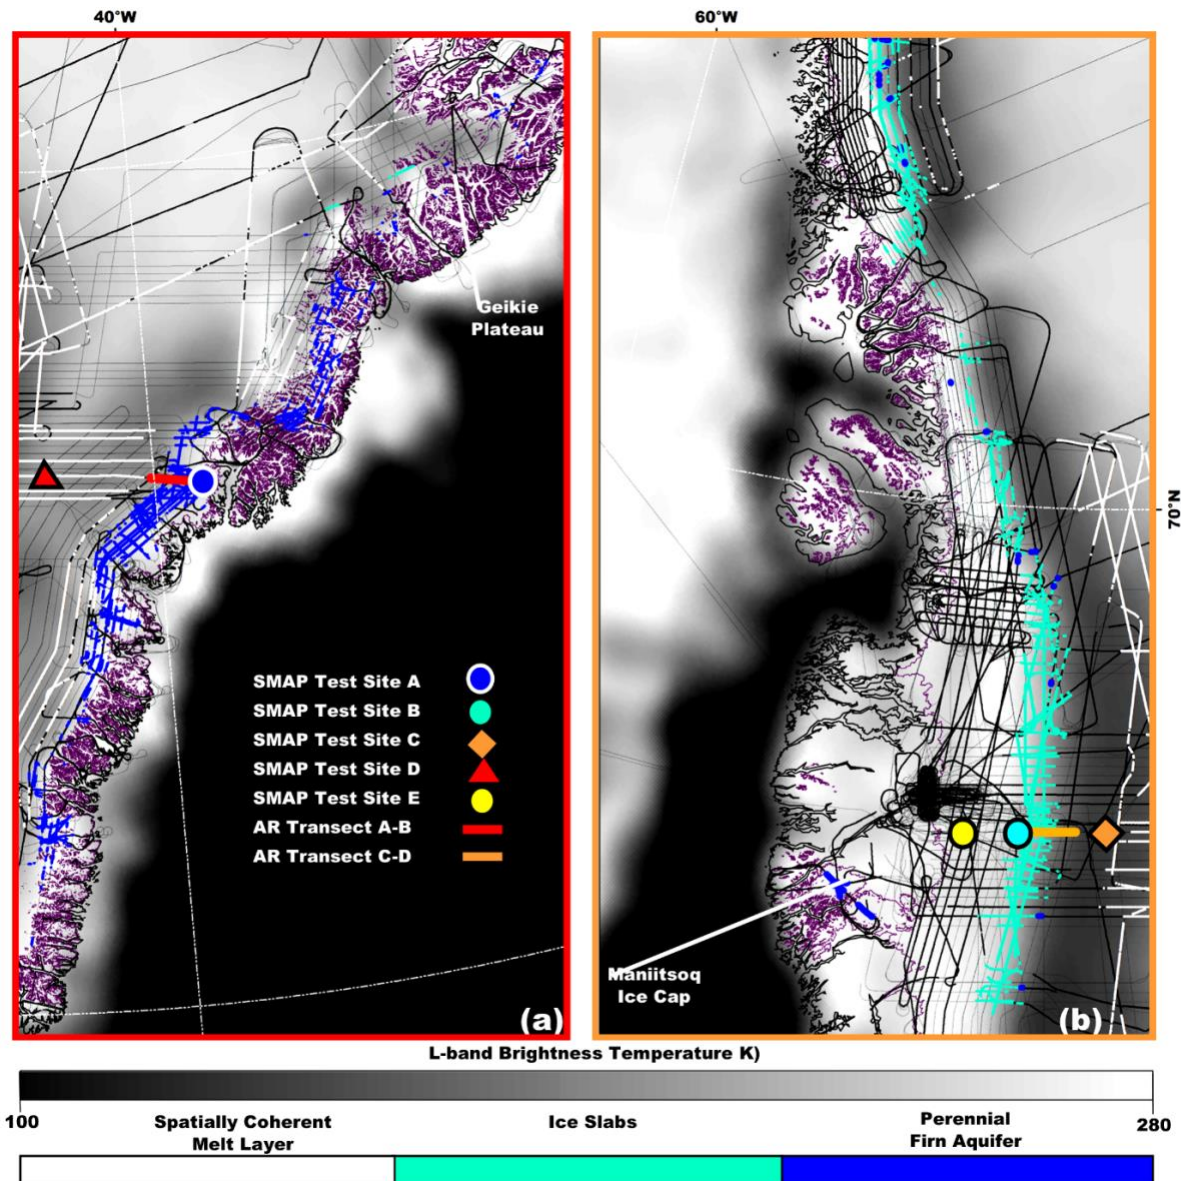 40°W
60°W
Geikie
Plateau
70°N
SMAP Test Site A
SMAP Test Site B
SMAP Test Site C
SMAP Test Site D
SMAP Test Site E
AR Transect A-B
AR Transect C-D
Maniitsoq
Ice Cap
(a)
(b)
L-band Brightness Temperature K)
100
280
Spatially Coherent
Melt Layer
Ice Slabs
Perennial
Firn Aquifer